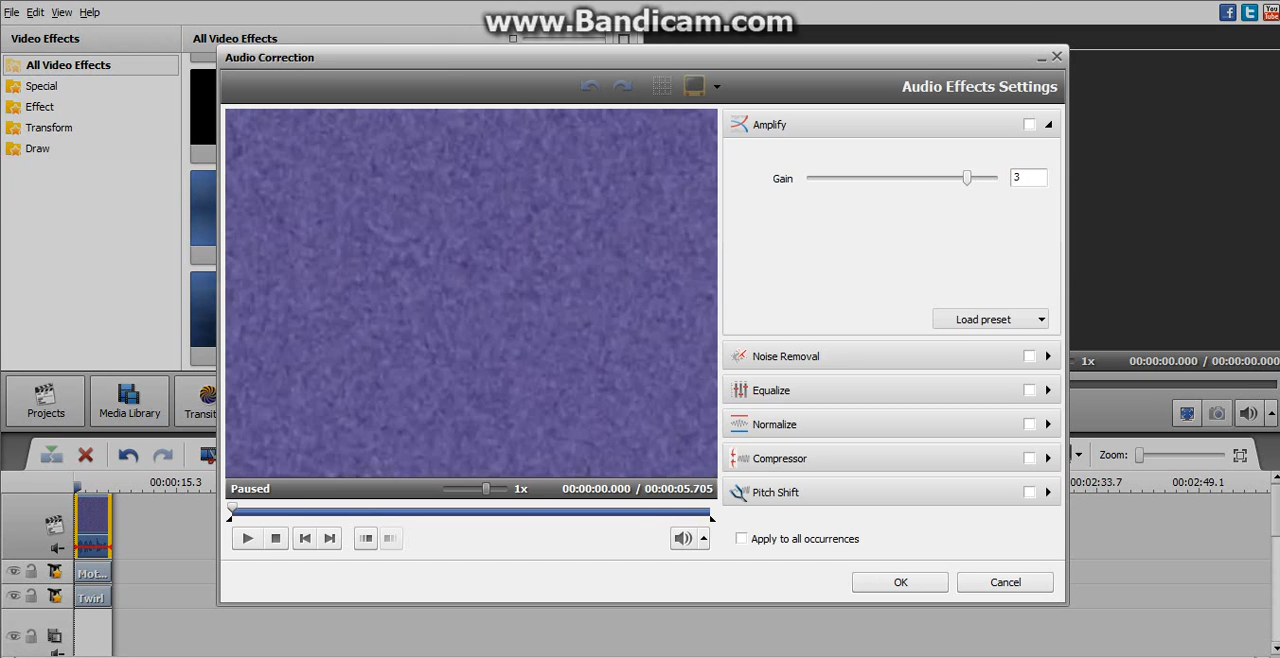 www.Bandicam.com
File Edit View Help
You
Tube
Video Effects
All Video Effects
Audio Correction
All Video Effects
Special
Effect
Transform
Draw
Audio Effects Settings
Amplify
Gain
3
Load preset
Noise Removal
Equalize
Normalize
Compressor
Pitch Shift
Apply to all occurrences
OK
Cancel
Paused
1x
00:00:00.000 / 00:00:05.705
1x
00:00:00.000 / 00:00:00.000
Projects
Media Library
Transit
Zoom:
00:00:15.3
00:02:33.7
00:02:49.1
Mot...
Twirl